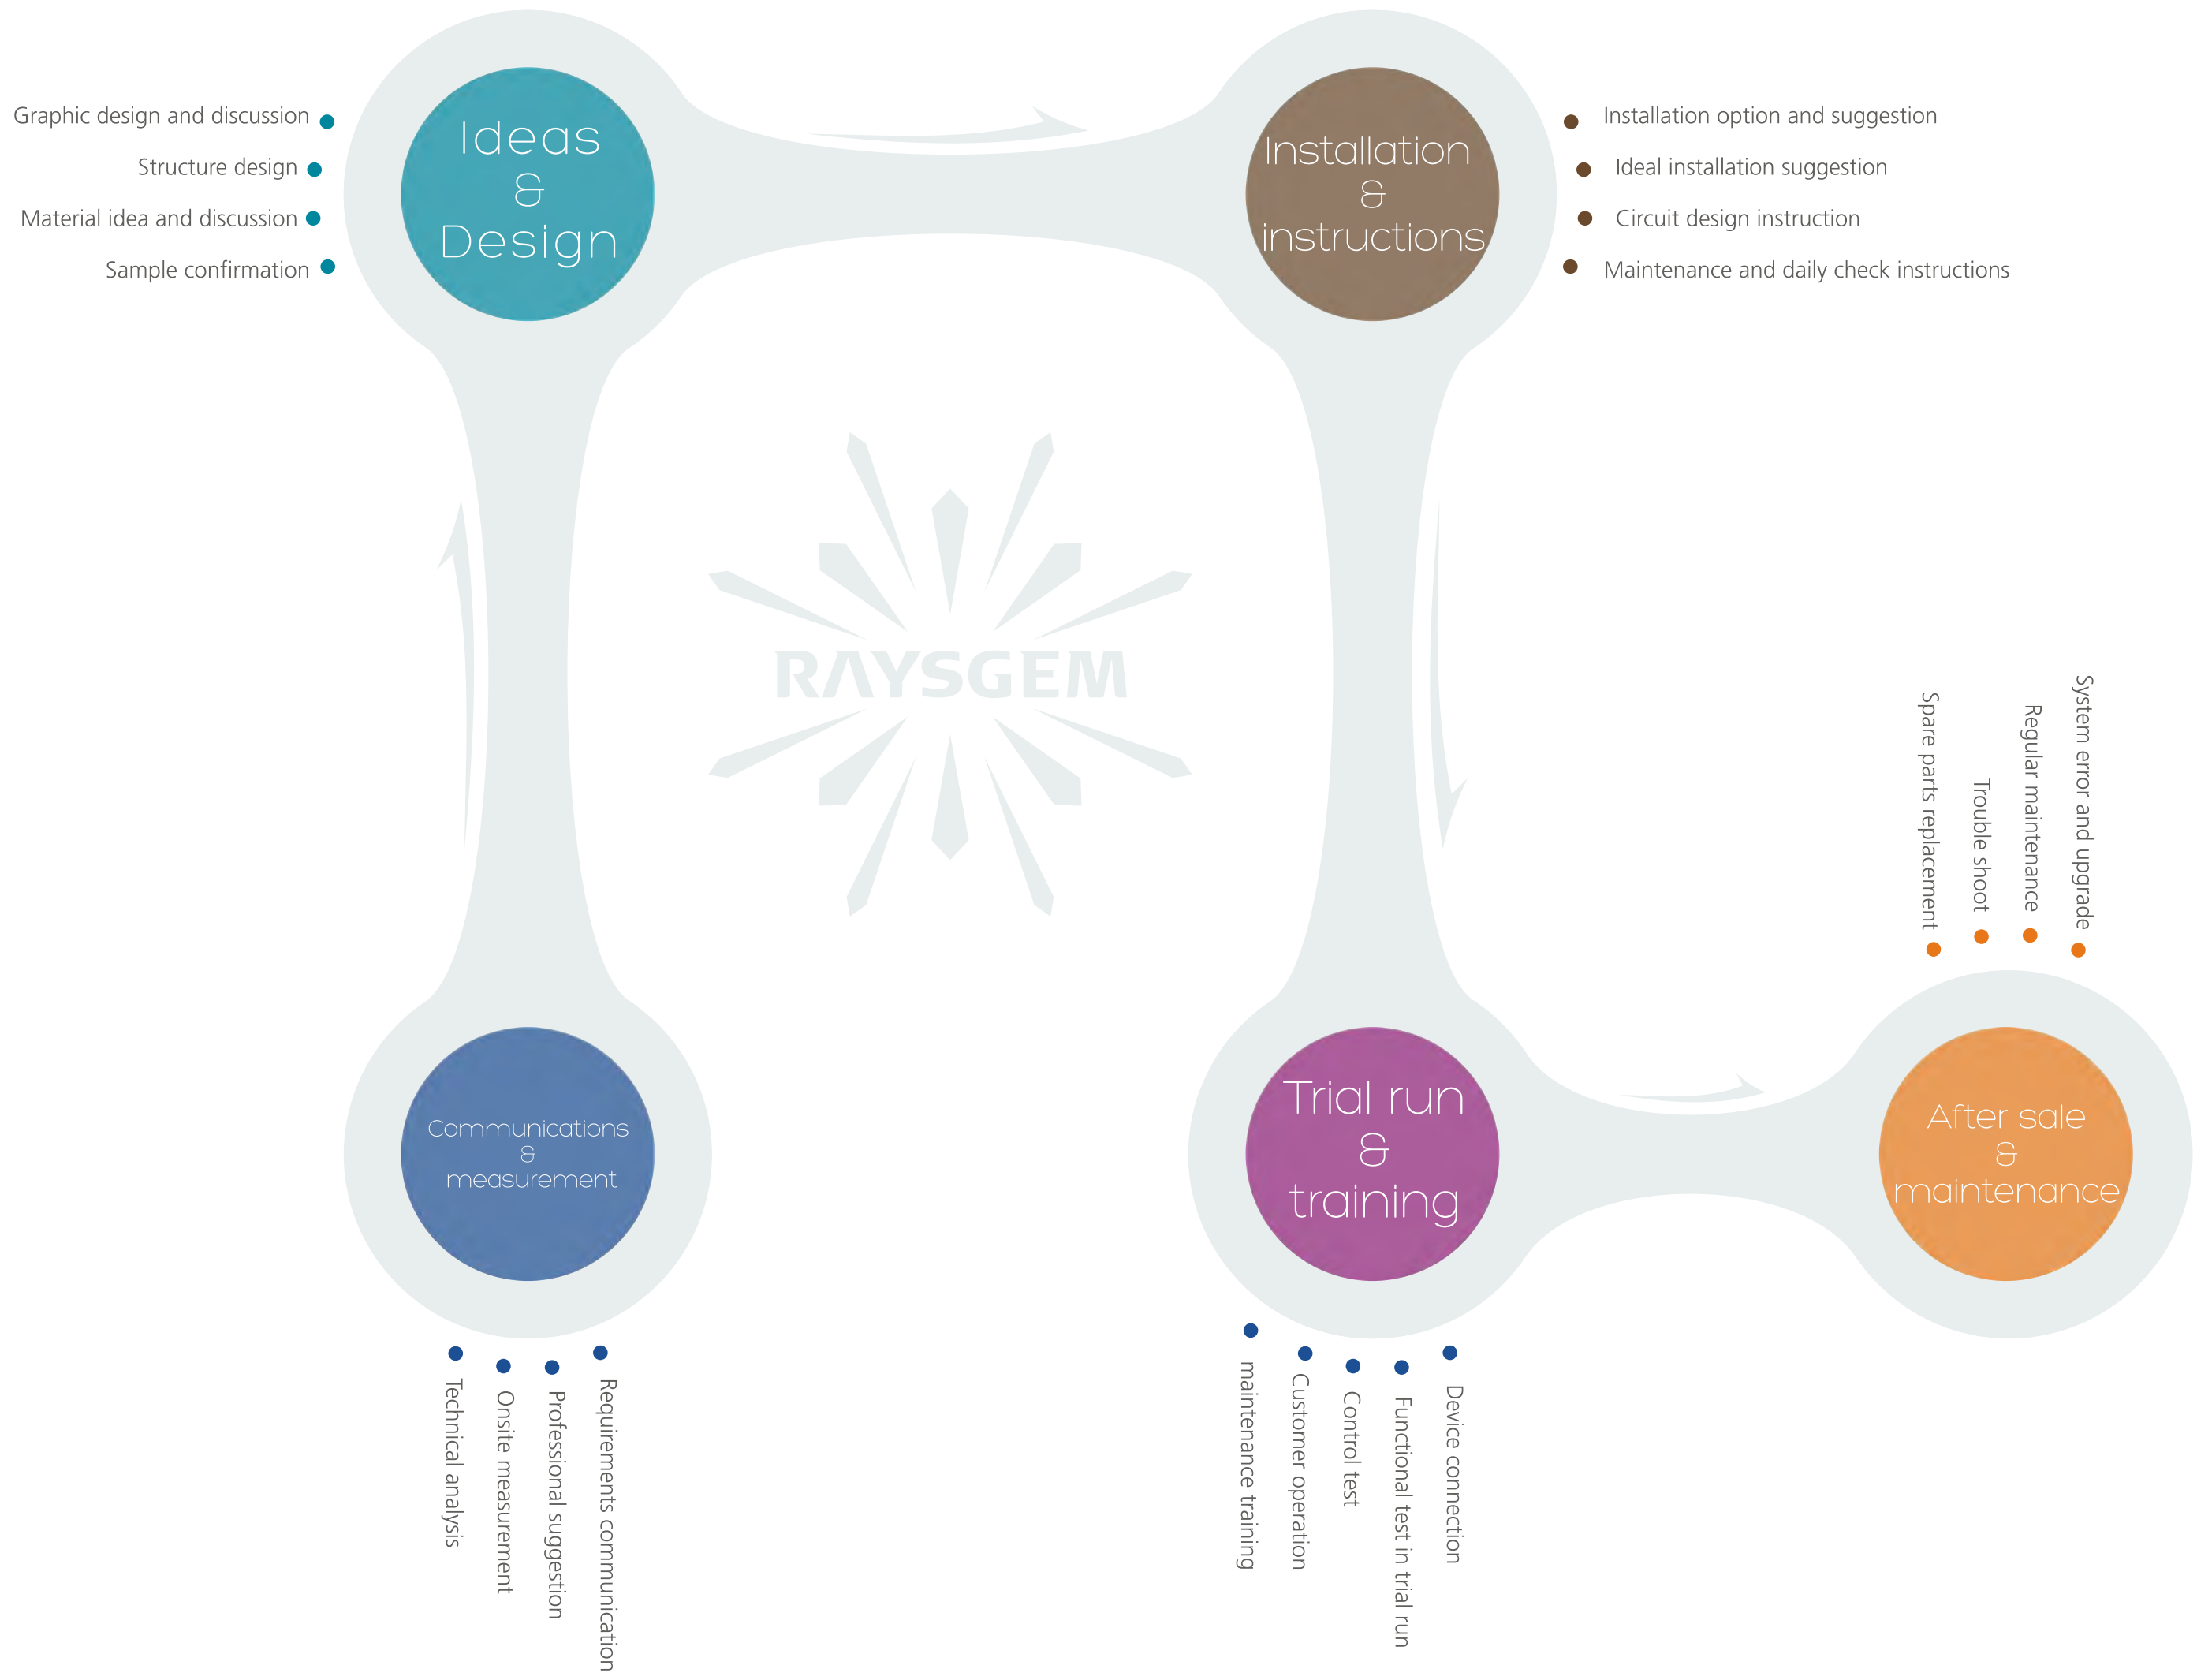 Graphic design and discussion
Structure design
Material idea and discussion
Sample confirmation
Ideas
&
Design
Installation
&
instructions
Installation option and suggestion
Ideal installation suggestion
Circuit design instruction
Maintenance and daily check instructions
RAYSGEM
Spare parts replacement
Trouble shoot
Regular maintenance
System error and upgrade
Communications
&
measurement
Trial run
&
training
After sale
&
maintenance
Technical analysis
Onsite measurement
Professional suggestion
Requirements communication
maintenance training
Customer operation
Control test
Functional test in trial run
Device connection